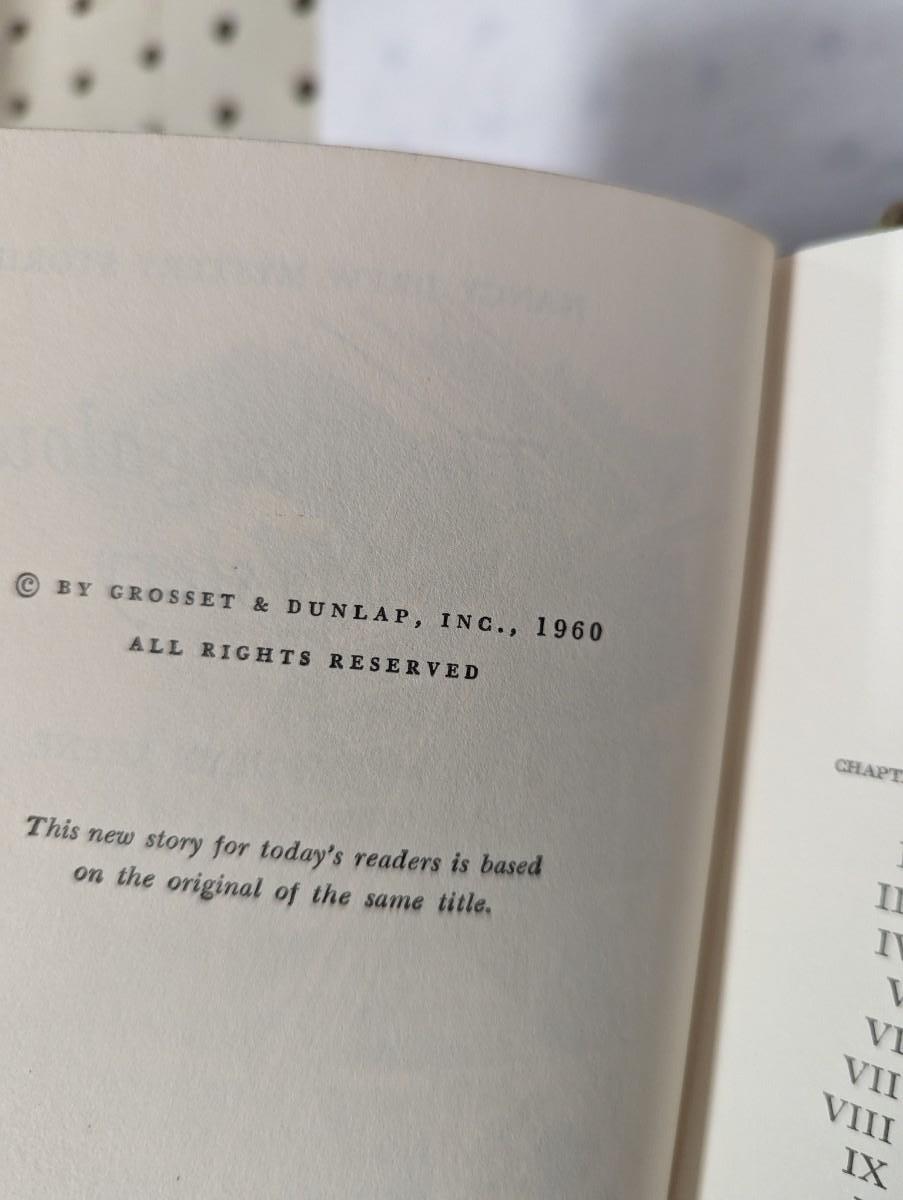 © BY GROSSET & DUNLAP, INC., 1960
ALL RIGHTS RESERVED
This new story for today's readers is based
on the original of the same title.
VII
VIII
IX